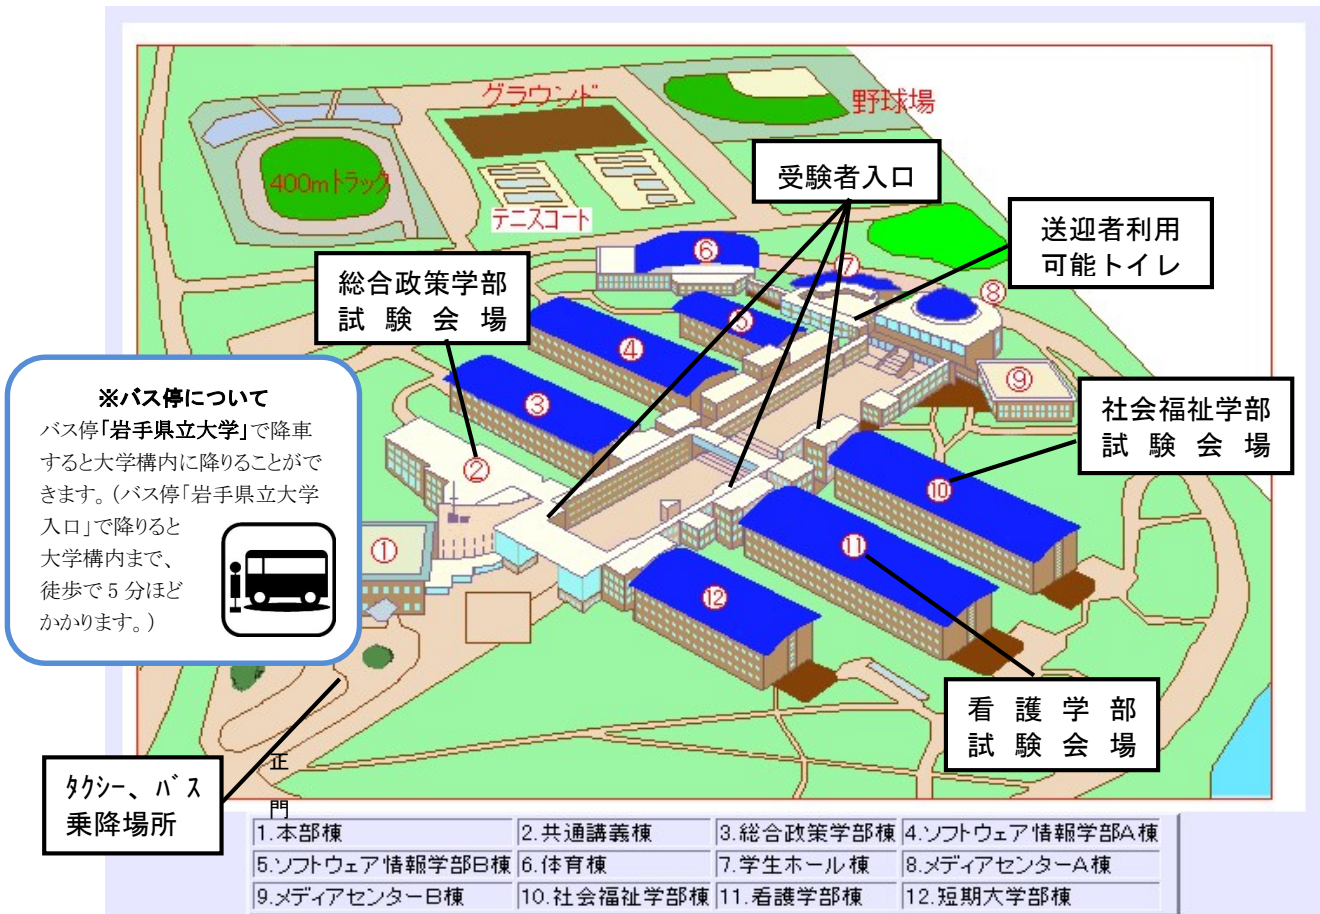 グラウンド
野球場
400mトラック
テニスコート
受験者入口
送迎者利用
可能トイレ
総合政策学部
試験会場
⑥
⑦
⑧
⑤
④
⑨
③
②
⑩
①
⑪
⑫
※バス停について
バス停「岩手県立大学」で降車
すると大学構内に降りることがで
きます。(バス停「岩手県立大学
入口」で降りると
大学構内まで、
徒歩で5分ほど
かかります。)
社会福祉学部
試験会場
看護学部
試験会場
正
門
ﾀｸｼｰ、ﾊﾞｽ
乗降場所
1.本部棟 2.共通講義棟 3.総合政策学部棟 4.ソフトウェア情報学部A棟
5.ソフトウェア情報学部B棟 6.体育棟 7.学生ホール棟 8.メディアセンターA棟
9.メディアセンターB棟 10.社会福祉学部棟 11.看護学部棟 12.短期大学部棟